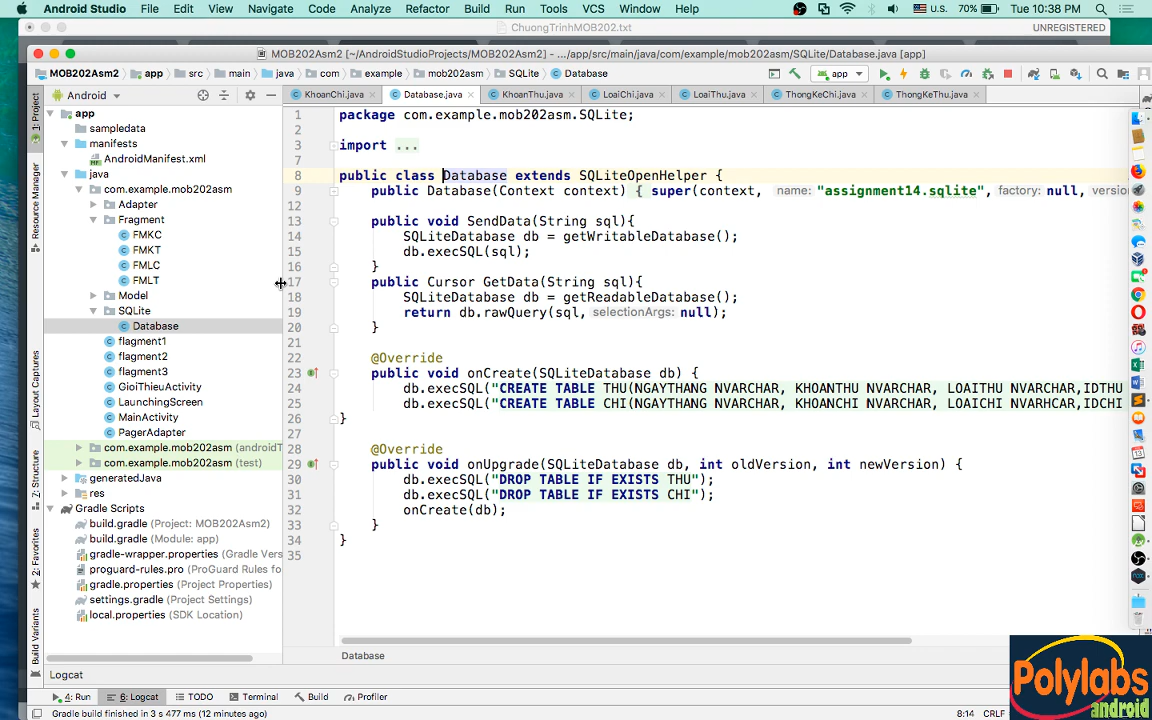 Android Studio File Edit View Navigate Code Analyze Refactor Build Run Tools VCS Window Help U.S. 70% Tue 10:38 PM
ChuongTrinhMOB202.txt UNREGISTERED
MOB202Asm2 [~/AndroidStudioProjects/MOB202Asm2] - .../app/src/main/java/com/example/mob202asm/SQLite/Database.java [app]
MOB202Asm2 app src main java com example mob202asm SQLite Database app
Android KhoanChi.java Database.java KhoanThu.java LoaiChi.java LoaiThu.java ThongKeChi.java ThongKeThu.java
1: Project
Resource Manager
Layout Captures
Z: Structure
2: Favorites
Build Variants
app
sampledata
manifests
AndroidManifest.xml
java
com.example.mob202asm
Adapter
Fragment
FMKC
FMKT
FMLC
FMLT
Model
SQLite
Database
flagment1
flagment2
flagment3
GioiThieuActivity
LaunchingScreen
MainActivity
PagerAdapter
com.example.mob202asm (androidT
com.example.mob202asm (test)
generatedJava
res
Gradle Scripts
build.gradle (Project: MOB202Asm2)
build.gradle (Module: app)
gradle-wrapper.properties (Gradle Vers
proguard-rules.pro (ProGuard Rules fo
gradle.properties (Project Properties)
settings.gradle (Project Settings)
local.properties (SDK Location)
1 package com.example.mob202asm.SQLite;
2
3 import ...
7
8 public class Database extends SQLiteOpenHelper {
9 public Database(Context context) { super(context, name: "assignment14.sqlite", factory: null, version
12
13 public void SendData(String sql){
14 SQLiteDatabase db = getWritableDatabase();
15 db.execSQL(sql);
16 }
17 public Cursor GetData(String sql){
18 SQLiteDatabase db = getReadableDatabase();
19 return db.rawQuery(sql, selectionArgs: null);
20 }
21
22 @Override
23 public void onCreate(SQLiteDatabase db) {
24 db.execSQL("CREATE TABLE THU(NGAYTHANG NVARCHAR, KHOANTHU NVARCHAR, LOAITHU NVARCHAR,IDTHU
25 db.execSQL("CREATE TABLE CHI(NGAYTHANG NVARCHAR, KHOANCHI NVARCHAR, LOAICHI NVARHCAR,IDCHI
26 }
27
28 @Override
29 public void onUpgrade(SQLiteDatabase db, int oldVersion, int newVersion) {
30 db.execSQL("DROP TABLE IF EXISTS THU");
31 db.execSQL("DROP TABLE IF EXISTS CHI");
32 onCreate(db);
33 }
34 }
35
Database
Logcat
4: Run 6: Logcat TODO Terminal Build Profiler
Gradle build finished in 3 s 477 ms (12 minutes ago) 8:14 CRLF
Polylabs
android